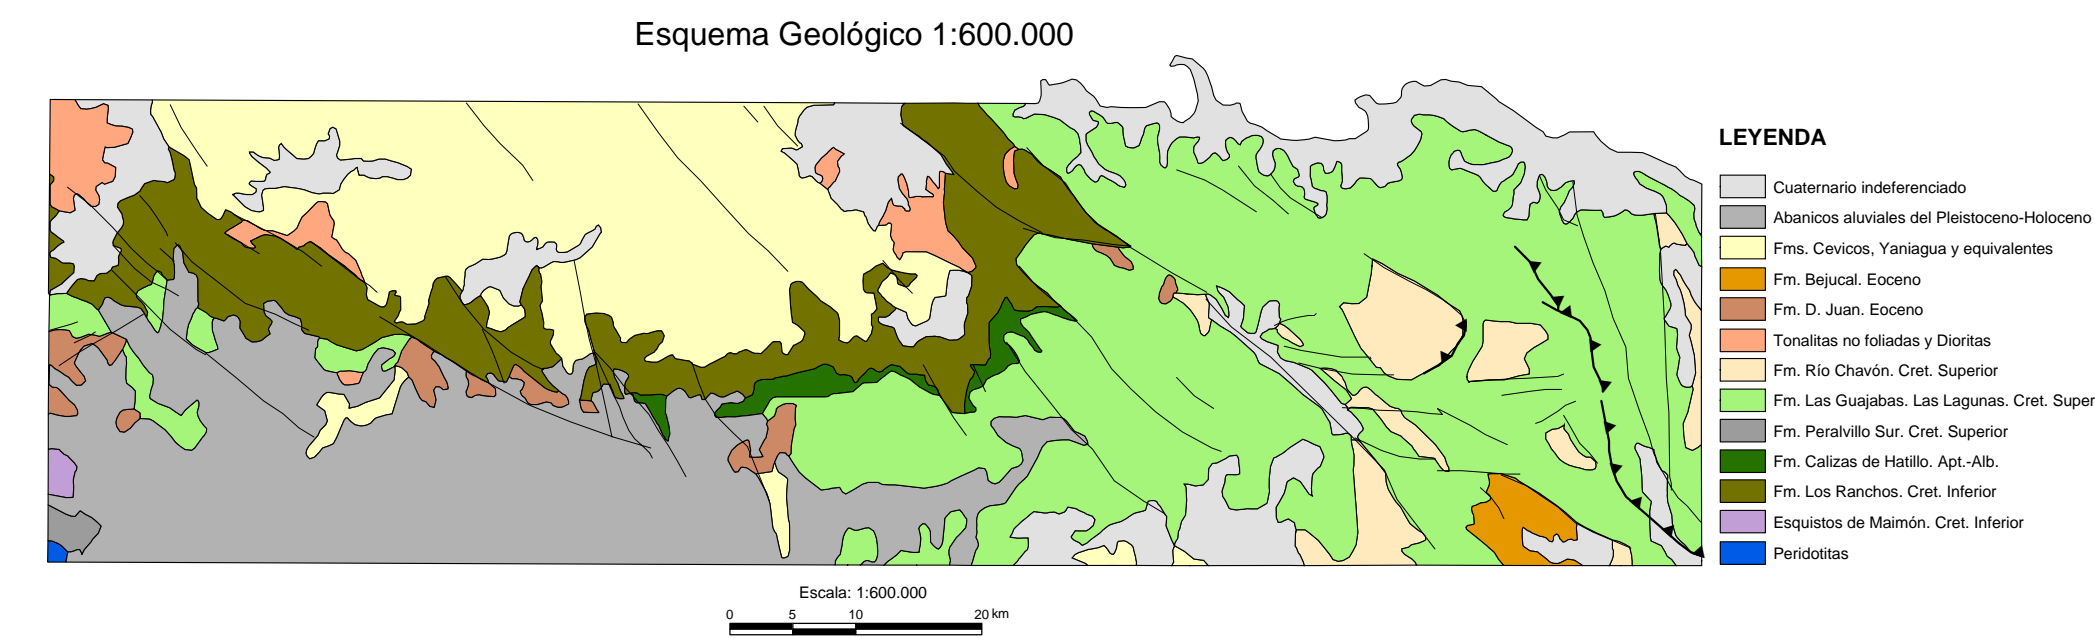 Esquema Geológico 1:600.000
LEYENDA
Cuaternario indeferenciado
Abanicos aluviales del Pleistoceno-Holoceno
Fms. Cevicos, Yaniagua y equivalentes
Fm. Bejucal. Eoceno
Fm. D. Juan. Eoceno
Tonalitas no foliadas y Dioritas
Fm. Río Chavón. Cret. Superior
Fm. Las Guajabas. Las Lagunas. Cret. Super
Fm. Peralvillo Sur. Cret. Superior
Fm. Calizas de Hatillo. Apt.-Alb.
Fm. Los Ranchos. Cret. Inferior
Esquistos de Maimón. Cret. Inferior
Peridotitas
Escala: 1:600.000
0 5 10 20 km